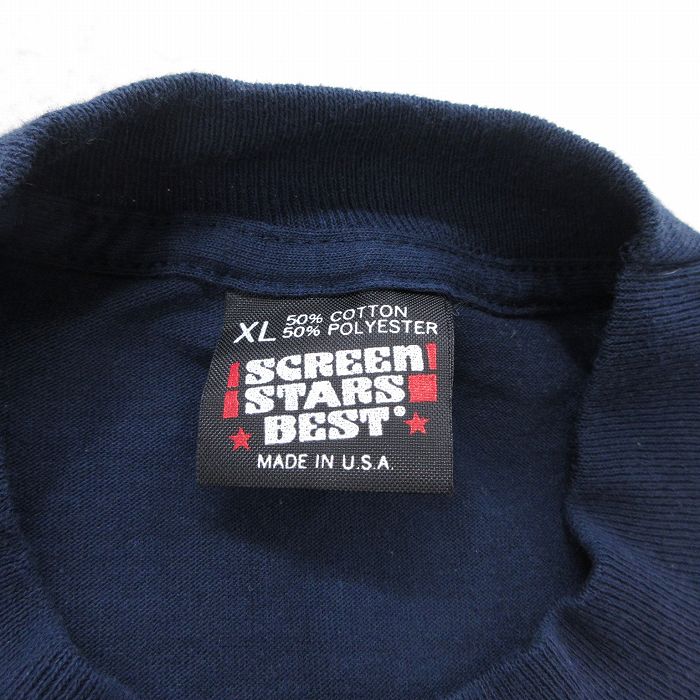 XL 50% COTTON
50% POLYESTER
SCREEN
STARS
BEST®
MADE IN U.S.A.